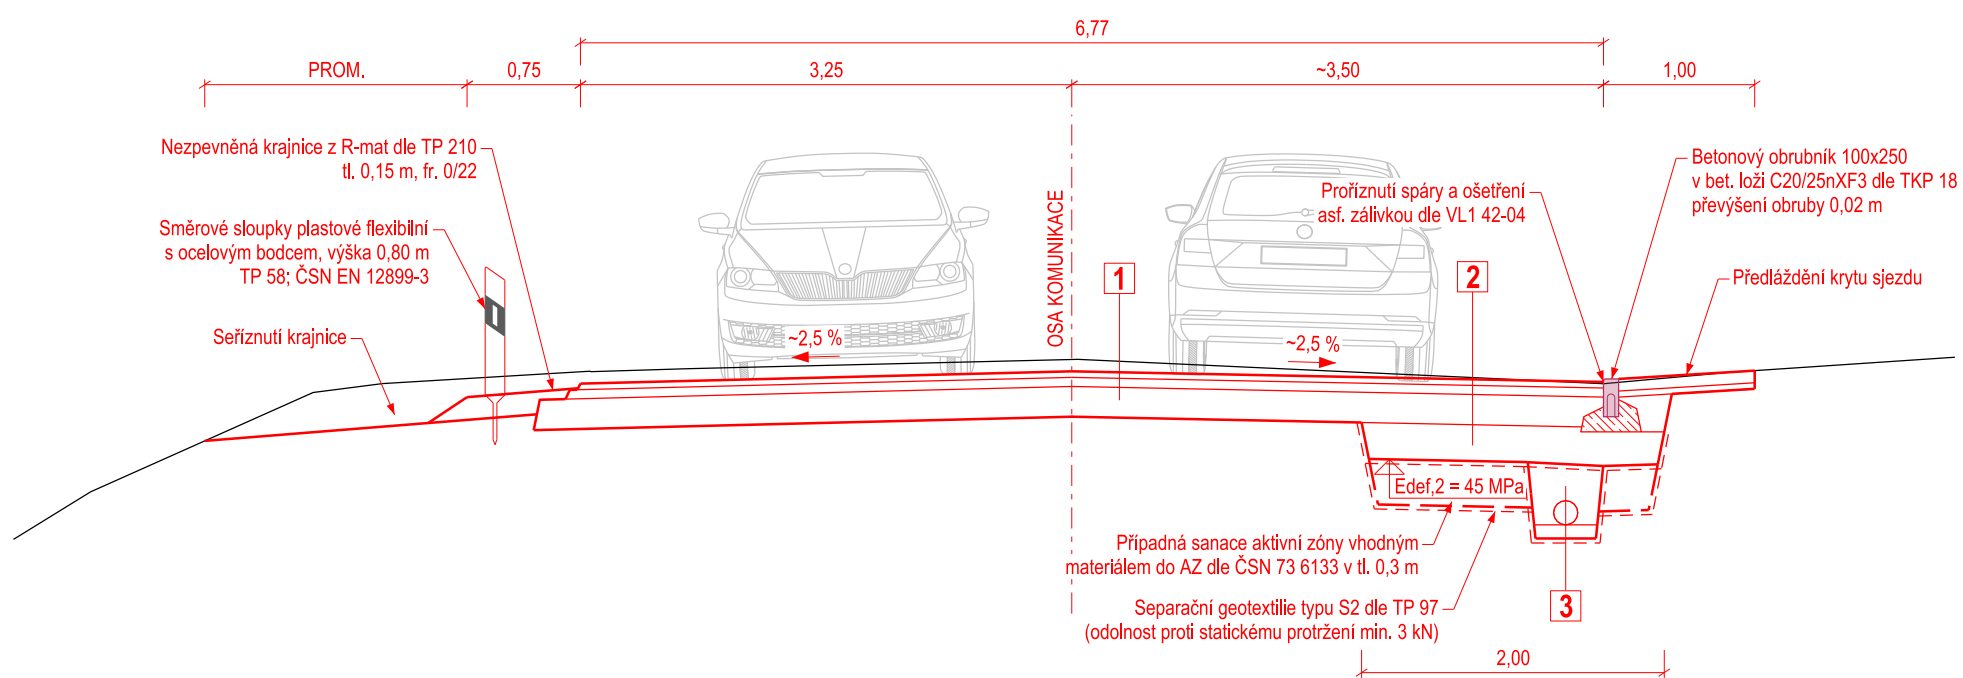 6,77
PROM.
0,75
3,25
~3,50
1,00
Nezpevněná krajnice z R-mat dle TP 210
tl. 0,15 m, fr. 0/22
Směrové sloupky plastové flexibilní
s ocelovým bodcem, výška 0,80 m
TP 58; ČSN EN 12899-3
Seříznutí krajnice
OSA KOMUNIKACE
Proříznutí spáry a ošetření
asf. zálivkou dle VL1 42-04
Betonový obrubník 100x250
v bet. loži C20/25nXF3 dle TKP 18
převýšení obruby 0,02 m
Předláždění krytu sjezdu
1
2
~2,5 %
~2,5 %
Edef,2 = 45 MPa
Případná sanace aktivní zóny vhodným
materiálem do AZ dle ČSN 73 6133 v tl. 0,3 m
Separační geotextilie typu S2 dle TP 97
(odolnost proti statickému protržení min. 3 kN)
3
2,00